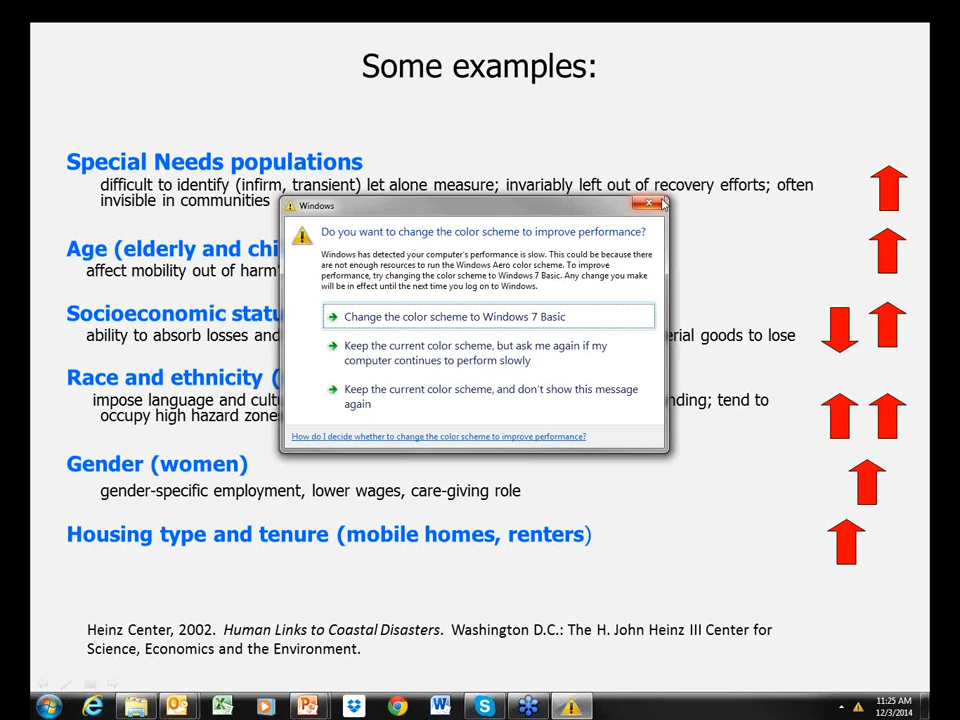 Some examples:
Special Needs populations
difficult to identify (infirm, transient) let alone measure; invariably left out of recovery efforts; often
invisible in communities
Age (elderly and chi
affect mobility out of harm'
Socioeconomic statu
ability to absorb losses and
erial goods to lose
Race and ethnicity (
impose language and cult
nding; tend to
occupy high hazard zone
Gender (women)
gender-specific employment, lower wages, care-giving role
Housing type and tenure (mobile homes, renters)
Heinz Center, 2002. Human Links to Coastal Disasters. Washington D.C.: The H. John Heinz III Center for
Science, Economics and the Environment.
Windows
Do you want to change the color scheme to improve performance?
Windows has detected your computer's performance is slow. This could be because there
are not enough resources to run the Windows Aero color scheme. To improve
performance, try changing the color scheme to Windows 7 Basic. Any change you make
will be in effect until the next time you log on to Windows.
Change the color scheme to Windows 7 Basic
Keep the current color scheme, but ask me again if my
computer continues to perform slowly
Keep the current color scheme, and don't show this message
again
How do I decide whether to change the color scheme to improve performance?
11:25 AM
12/3/2014